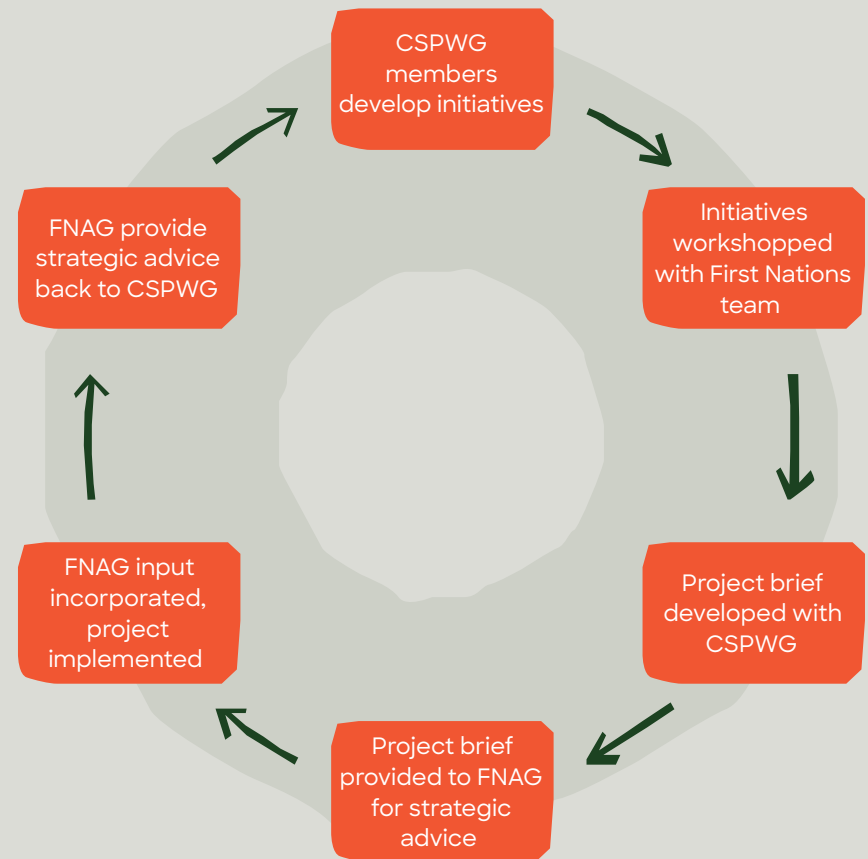 CSPWG
members
develop initiatives
Initiatives
workshopped
with First Nations
team
Project brief
developed with
CSPWG
Project brief
provided to FNAG
for strategic
advice
FNAG input
incorporated,
project
implemented
FNAG provide
strategic advice
back to CSPWG